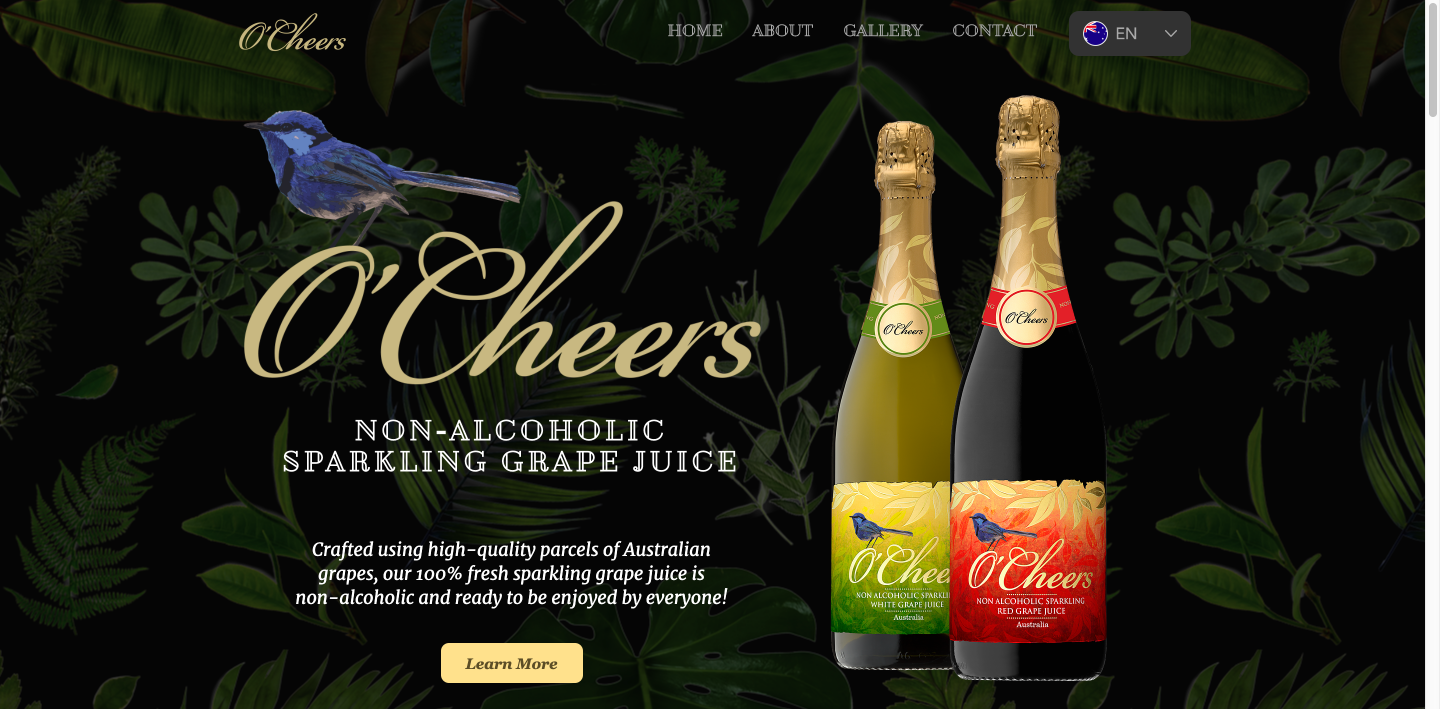 O'Cheers
HOME
ABOUT
GALLERY
CONTACT
EN
O'Cheers
NON-ALCOHOLIC
SPARKLING GRAPE JUICE
Crafted using high-quality parcels of Australian
grapes, our 100% fresh sparkling grape juice is
non-alcoholic and ready to be enjoyed by everyone!
Learn More
O'Cheers
O'Cheers
O'Chee
NON ALCOHOLIC SPARKLI
WHITE GRAPE JUICE
Australia
O'Cheers
NON ALCOHOLIC SPARKLING
RED GRAPE JUICE
Australia